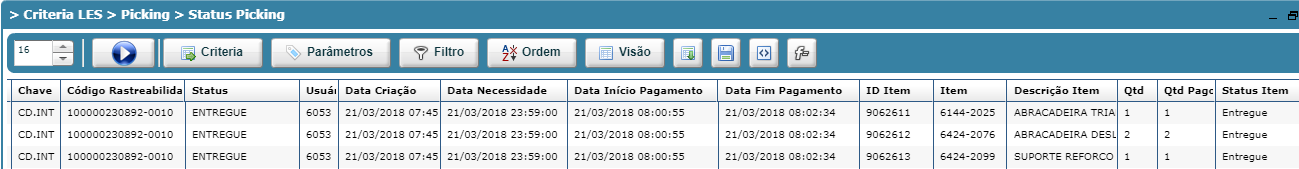 > Criteria LES > Picking > Status Picking
16 Criteria Parâmetros Filtro Ordem Visão
Chave Código Rastreabilida Status Usuá Data Criação Data Necessidade Data Início Pagamento Data Fim Pagamento ID Item Item Descrição Item Qtd Qtd Pago Status Item
CD.INT 100000230892-0010 ENTREGUE 6053 21/03/2018 07:45 21/03/2018 23:59:00 21/03/2018 08:00:55 21/03/2018 08:02:34 9062611 6144-2025 ABRACADEIRA TRIA 1 1 Entregue
CD.INT 100000230892-0010 ENTREGUE 6053 21/03/2018 07:45 21/03/2018 23:59:00 21/03/2018 08:00:55 21/03/2018 08:02:34 9062612 6424-2076 ABRACADEIRA DESL 2 2 Entregue
CD.INT 100000230892-0010 ENTREGUE 6053 21/03/2018 07:45 21/03/2018 23:59:00 21/03/2018 08:00:55 21/03/2018 08:02:34 9062613 6424-2099 SUPORTE REFORCO 1 1 Entregue